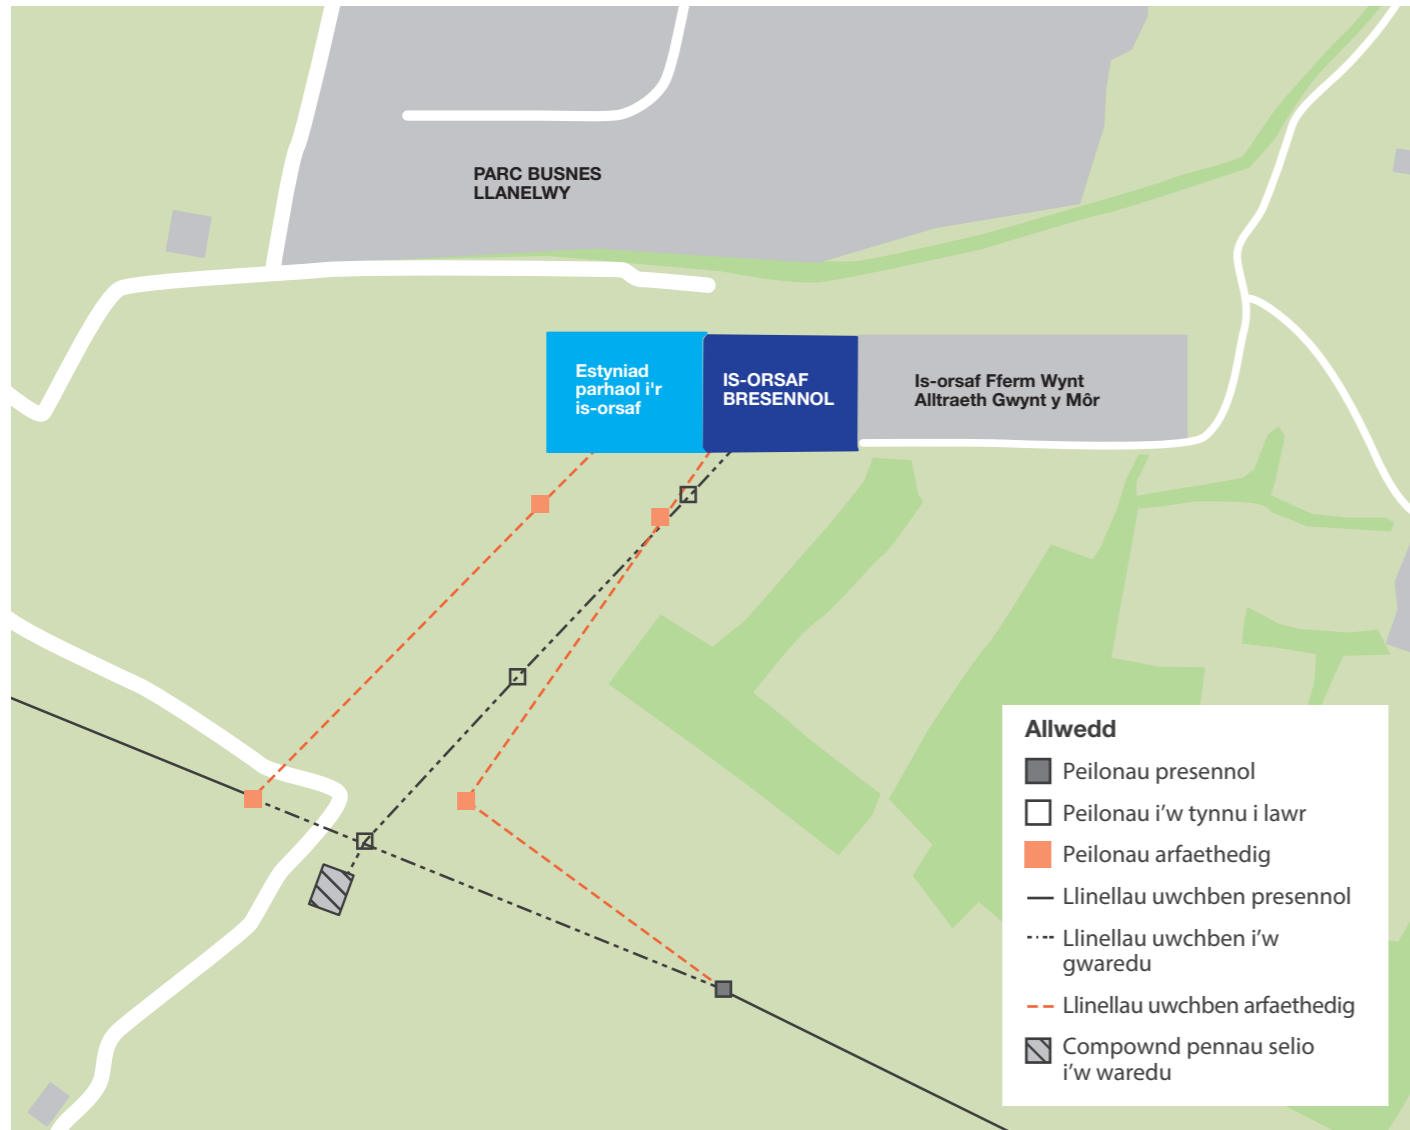 PARC BUSNES
LLANELWY
Estyniad
parhaol i'r
is-orsaf
IS-ORSAF
BRESENNOL
Is-orsaf Fferm Wynt
Alltraeth Gwynt y Môr
Allwedd
Peilonau presennol
Peilonau i’w tynnu i lawr
Peilonau arfaethedig
Llinellau uwchben presennol
Llinellau uwchben i’w
gwaredu
Llinellau uwchben arfaethedig
Compownd pennau selio
i’w waredu